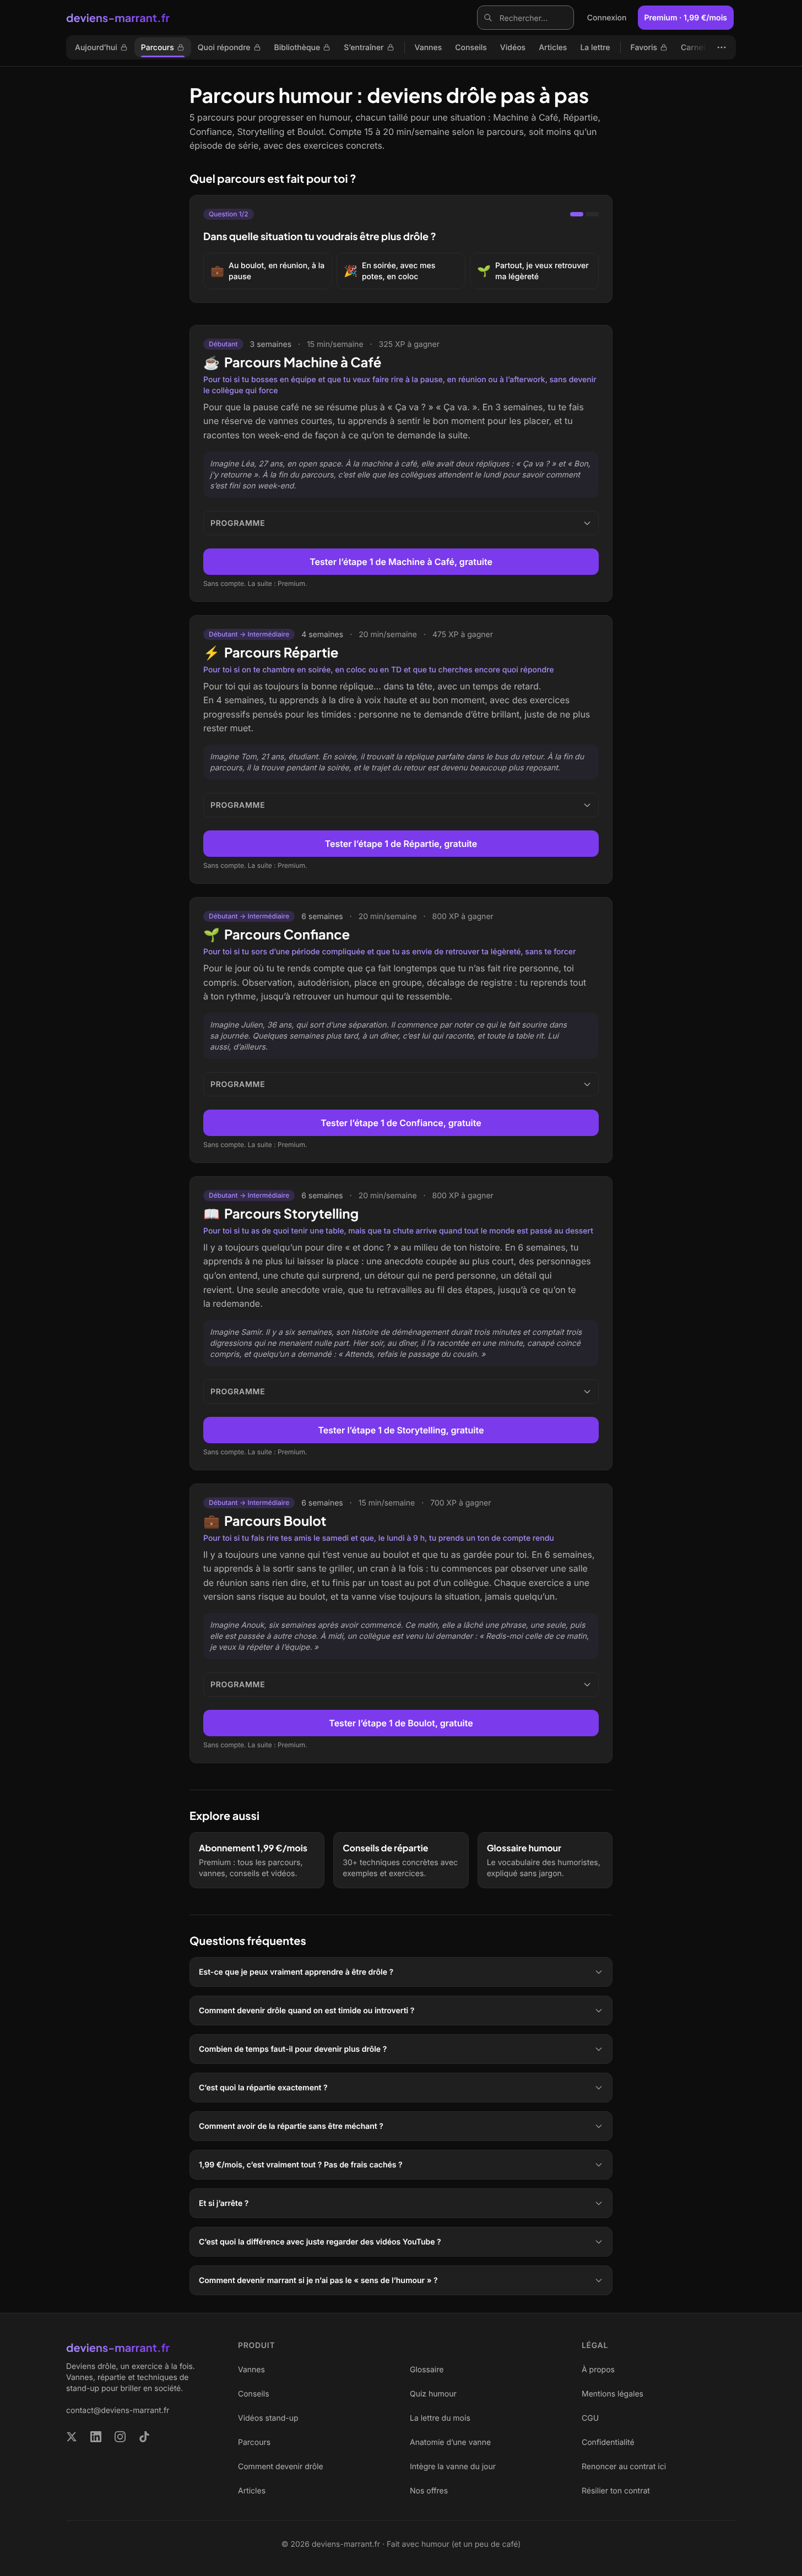 deviens-marrant.fr
Rechercher...
Connexion
Premium · 1,99 €/mois
Aujourd'hui
Parcours
Quoi répondre
Bibliothèque
S'entraîner
Vannes
Conseils
Vidéos
Articles
La lettre
Favoris
Parcours humour : deviens drôle pas à pas
5 parcours pour progresser en humour, chacun taillé pour une situation : Machine à Café, Répartie,
Confiance, Storytelling et Boulot. Compte 15 à 20 min/semaine selon le parcours, soit moins qu'un
épisode de série, avec des exercices concrets.
Quel parcours est fait pour toi ?
Question 1/2
Dans quelle situation tu voudrais être plus drôle ?
Au boulot, en réunion, à la
pause
En soirée, avec mes
potes, en coloc
Partout, je veux retrouver
ma légèreté
Débutant 3 semaines · 15 min/semaine · 325 XP à gagner
Parcours Machine à Café
Pour toi si tu bosses en équipe et que tu veux faire rire à la pause, en réunion ou à l'afterwork, sans devenir
le collègue qui force
Pour que la pause café ne se résume plus à « Ça va ? » « Ça va. ». En 3 semaines, tu te fais
une réserve de vannes courtes, tu apprends à sentir le bon moment pour les placer, et tu
racontes ton week-end de façon à ce qu'on te demande la suite.
Imagine Léa, 27 ans, en open space. À la machine à café, elle avait deux répliques : « Ça va ? » et « Bon,
j'y retourne ». À la fin du parcours, c'est elle que les collègues attendent le lundi pour savoir comment
s'est fini son week-end.
PROGRAMME
Tester l'étape 1 de Machine à Café, gratuite
Sans compte. La suite : Premium.
Débutant → Intermédiaire 4 semaines · 20 min/semaine · 475 XP à gagner
Parcours Répartie
Pour toi si on te chambre en soirée, en coloc ou en TD et que tu cherches encore quoi répondre
Pour toi qui as toujours la bonne réplique… dans ta tête, avec un temps de retard.
En 4 semaines, tu apprends à la dire à voix haute et au bon moment, avec des exercices
progressifs pensés pour les timides : personne ne te demande d'être brillant, juste de ne plus
rester muet.
Imagine Tom, 21 ans, étudiant. En soirée, il trouvait la réplique parfaite dans le bus du retour. À la fin du
parcours, il la trouve pendant la soirée, et le trajet du retour est devenu beaucoup plus reposant.
PROGRAMME
Tester l'étape 1 de Répartie, gratuite
Sans compte. La suite : Premium.
Débutant → Intermédiaire 6 semaines · 20 min/semaine · 800 XP à gagner
Parcours Confiance
Pour toi si tu sors d'une période compliquée et que tu as envie de retrouver ta légèreté, sans te forcer
Pour le jour où tu te rends compte que ça fait longtemps que tu n'as fait rire personne, toi
compris. Observation, autodérision, place en groupe, décalage de registre : tu reprends tout
à ton rythme, jusqu'à retrouver un humour qui te ressemble.
Imagine Julien, 36 ans, qui sort d'une séparation. Il commence par noter ce qui le fait sourire dans
sa journée. Quelques semaines plus tard, à un dîner, c'est lui qui raconte, et toute la table rit. Lui
aussi, d'ailleurs.
PROGRAMME
Tester l'étape 1 de Confiance, gratuite
Sans compte. La suite : Premium.
Débutant → Intermédiaire 6 semaines · 20 min/semaine · 800 XP à gagner
Parcours Storytelling
Pour toi si tu as de quoi tenir une table, mais que ta chute arrive quand tout le monde est passé au dessert
Il y a toujours quelqu'un pour dire « et donc ? » au milieu de ton histoire. En 6 semaines, tu
apprends à ne plus lui laisser la place : une anecdote coupée au plus court, des personnages
qu'on entend, une chute qui surprend, un détour qui ne perd personne, un détail qui
revient. Une seule anecdote vraie, que tu retravailles au fil des étapes, jusqu'à ce qu'on te
la redemande.
Imagine Samir. Il y a six semaines, son histoire de déménagement durait trois minutes et comptait trois
digressions qui ne menaient nulle part. Hier soir, au dîner, il l'a racontée en une minute, canapé coincé
compris, et quelqu'un a demandé : « Attends, refais le passage du cousin. »
PROGRAMME
Tester l'étape 1 de Storytelling, gratuite
Sans compte. La suite : Premium.
Débutant → Intermédiaire 6 semaines · 15 min/semaine · 700 XP à gagner
Parcours Boulot
Pour toi si tu fais rire tes amis le samedi et que, le lundi à 9 h, tu prends un ton de compte rendu
Il y a toujours une vanne qui t'est venue au boulot et que tu as gardée pour toi. En 6 semaines,
tu apprends à la sortir sans te griller, un cran à la fois : tu commences par observer une salle
de réunion sans rien dire, et tu finis par un toast au pot d'un collègue. Chaque exercice a une
version sans risque au boulot, et ta vanne vise toujours la situation, jamais quelqu'un.
Imagine Anouk, six semaines après avoir commencé. Ce matin, elle a lâché une phrase, une seule, puis
elle est passée à autre chose. À midi, un collègue est venu lui demander : « Redis-moi celle de ce matin,
je veux la répéter à l'équipe. »
PROGRAMME
Tester l'étape 1 de Boulot, gratuite
Sans compte. La suite : Premium.
Explore aussi
Abonnement 1,99 €/mois
Premium : tous les parcours,
vannes, conseils et vidéos.
Conseils de répartie
30+ techniques concrètes avec
exemples et exercices.
Glossaire humour
Le vocabulaire des humoristes,
expliqué sans jargon.
Questions fréquentes
Est-ce que je peux vraiment apprendre à être drôle ?
Comment devenir drôle quand on est timide ou introverti ?
Combien de temps faut-il pour devenir plus drôle ?
C'est quoi la répartie exactement ?
Comment avoir de la répartie sans être méchant ?
1,99 €/mois, c'est vraiment tout ? Pas de frais cachés ?
Et si j'arrête ?
C'est quoi la différence avec juste regarder des vidéos YouTube ?
Comment devenir marrant si je n'ai pas le « sens de l'humour » ?
deviens-marrant.fr
Deviens drôle, un exercice à la fois.
Vannes, répartie et techniques de
stand-up pour briller en société.
contact@deviens-marrant.fr
PRODUIT
Vannes
Conseils
Vidéos stand-up
Parcours
Comment devenir drôle
Articles
Glossaire
Quiz humour
La lettre du mois
Anatomie d'une vanne
Intègre la vanne du jour
Nos offres
LÉGAL
À propos
Mentions légales
CGU
Confidentialité
Renoncer au contrat ici
Résilier ton contrat
© 2026 deviens-marrant.fr · Fait avec humour (et un peu de café)